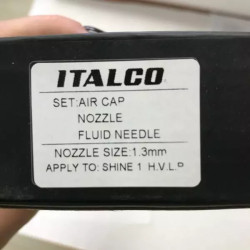 ITALCO
SET:AIR CAP
NOZZLE
FLUID NEEDLE
NOZZLE SIZE:1.3mm
APPLY TO: SHINE 1 H.V.L.P